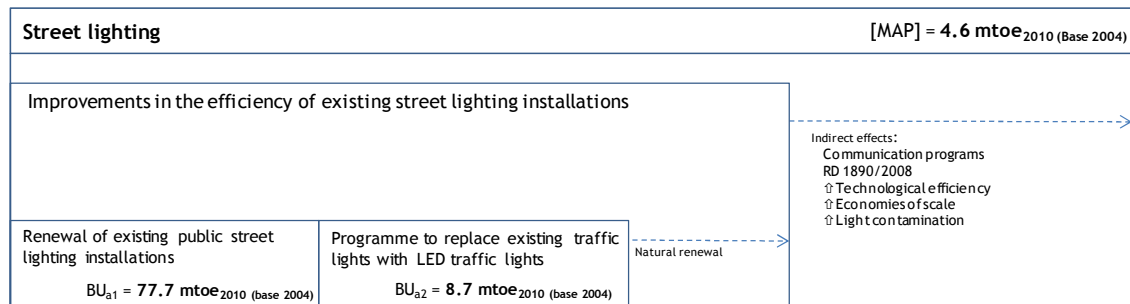 Street lighting
[MAP] = 4.6 mtoe2010 (Base 2004)
Improvements in the efficiency of existing street lighting installations
Indirect effects:
Communication programs
RD 1890/2008
⇧Technological efficiency
⇧Economies of scale
⇧Light contamination
Renewal of existing public street
lighting installations
BUa1 = 77.7 mtoe2010 (base 2004)
Programme to replace existing traffic
lights with LED traffic lights
BUa2 = 8.7 mtoe2010 (base 2004)
Natural renewal